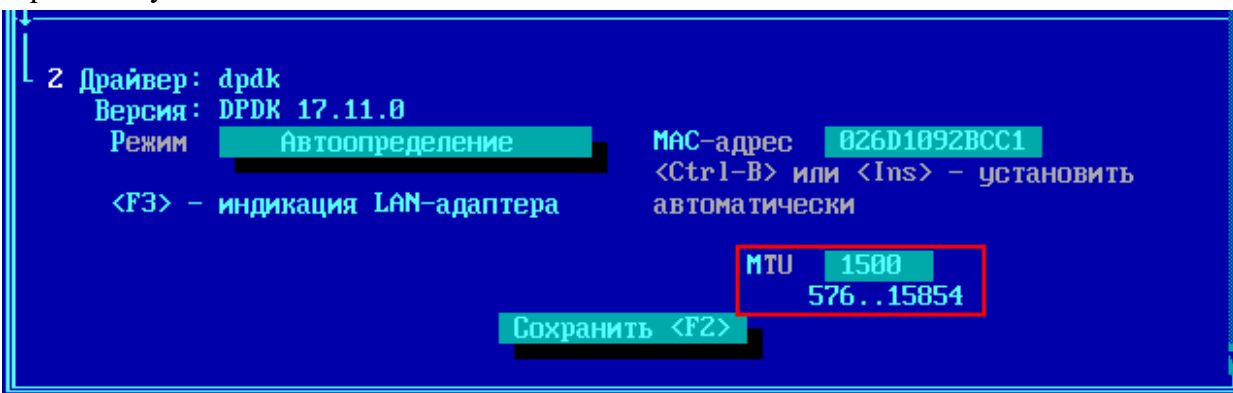 2 Драйвер: dpdk
Версия: DPDK 17.11.0
Режим Автоопределение MAC-адрес 026D1092BCC1
<Ctrl-B> или <Ins> - установить
<F3> - индикация LAN-адаптера автоматически
MTU 1500
576..15854
Сохранить <F2>